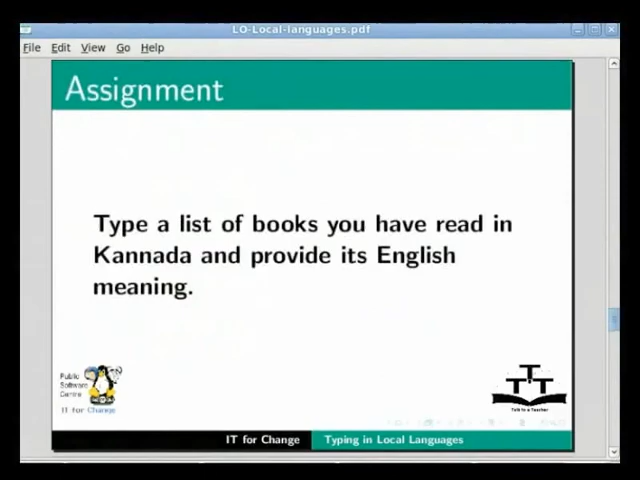 LO-Local-languages.pdf
File Edit View Go Help
Assignment
Type a list of books you have read in
Kannada and provide its English
meaning.
Public
Software
Centre
IT for Change
T T T
Talk to a Teacher
IT for Change Typing in Local Languages